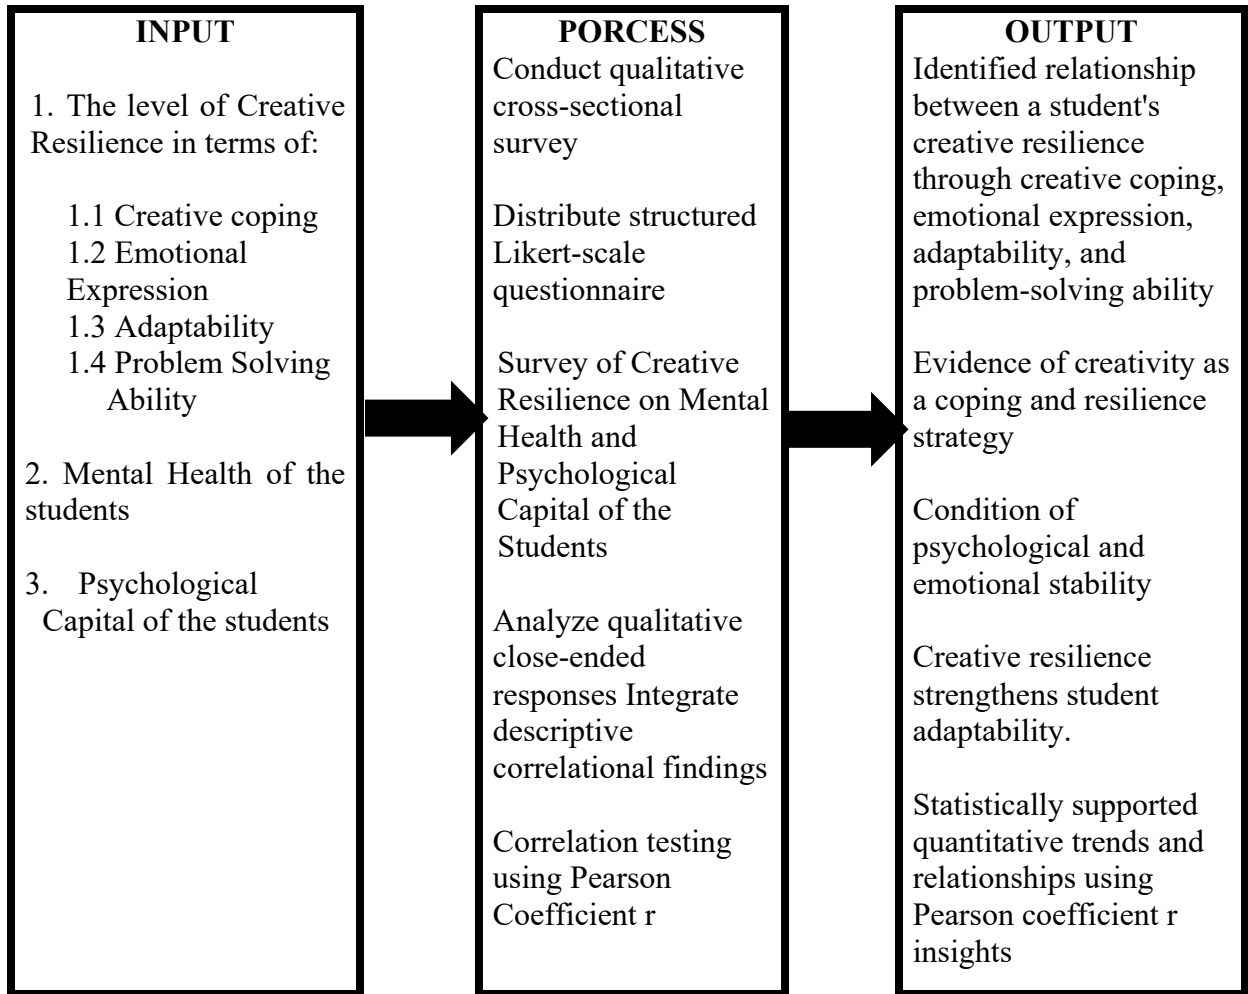 INPUT
1. The level of Creative
Resilience in terms of:
1.1 Creative coping
1.2 Emotional
Expression
1.3 Adaptability
1.4 Problem Solving
Ability
2. Mental Health of the
students
3. Psychological
Capital of the students
PORCESS
Conduct qualitative
cross-sectional
survey
Distribute structured
Likert-scale
questionnaire
Survey of Creative
Resilience on Mental
Health and
Psychological
Capital of the
Students
Analyze qualitative
close-ended
responses Integrate
descriptive
correlational findings
Correlation testing
using Pearson
Coefficient r
OUTPUT
Identified relationship
between a student's
creative resilience
through creative coping,
emotional expression,
adaptability, and
problem-solving ability
Evidence of creativity as
a coping and resilience
strategy
Condition of
psychological and
emotional stability
Creative resilience
strengthens student
adaptability.
Statistically supported
quantitative trends and
relationships using
Pearson coefficient r
insights